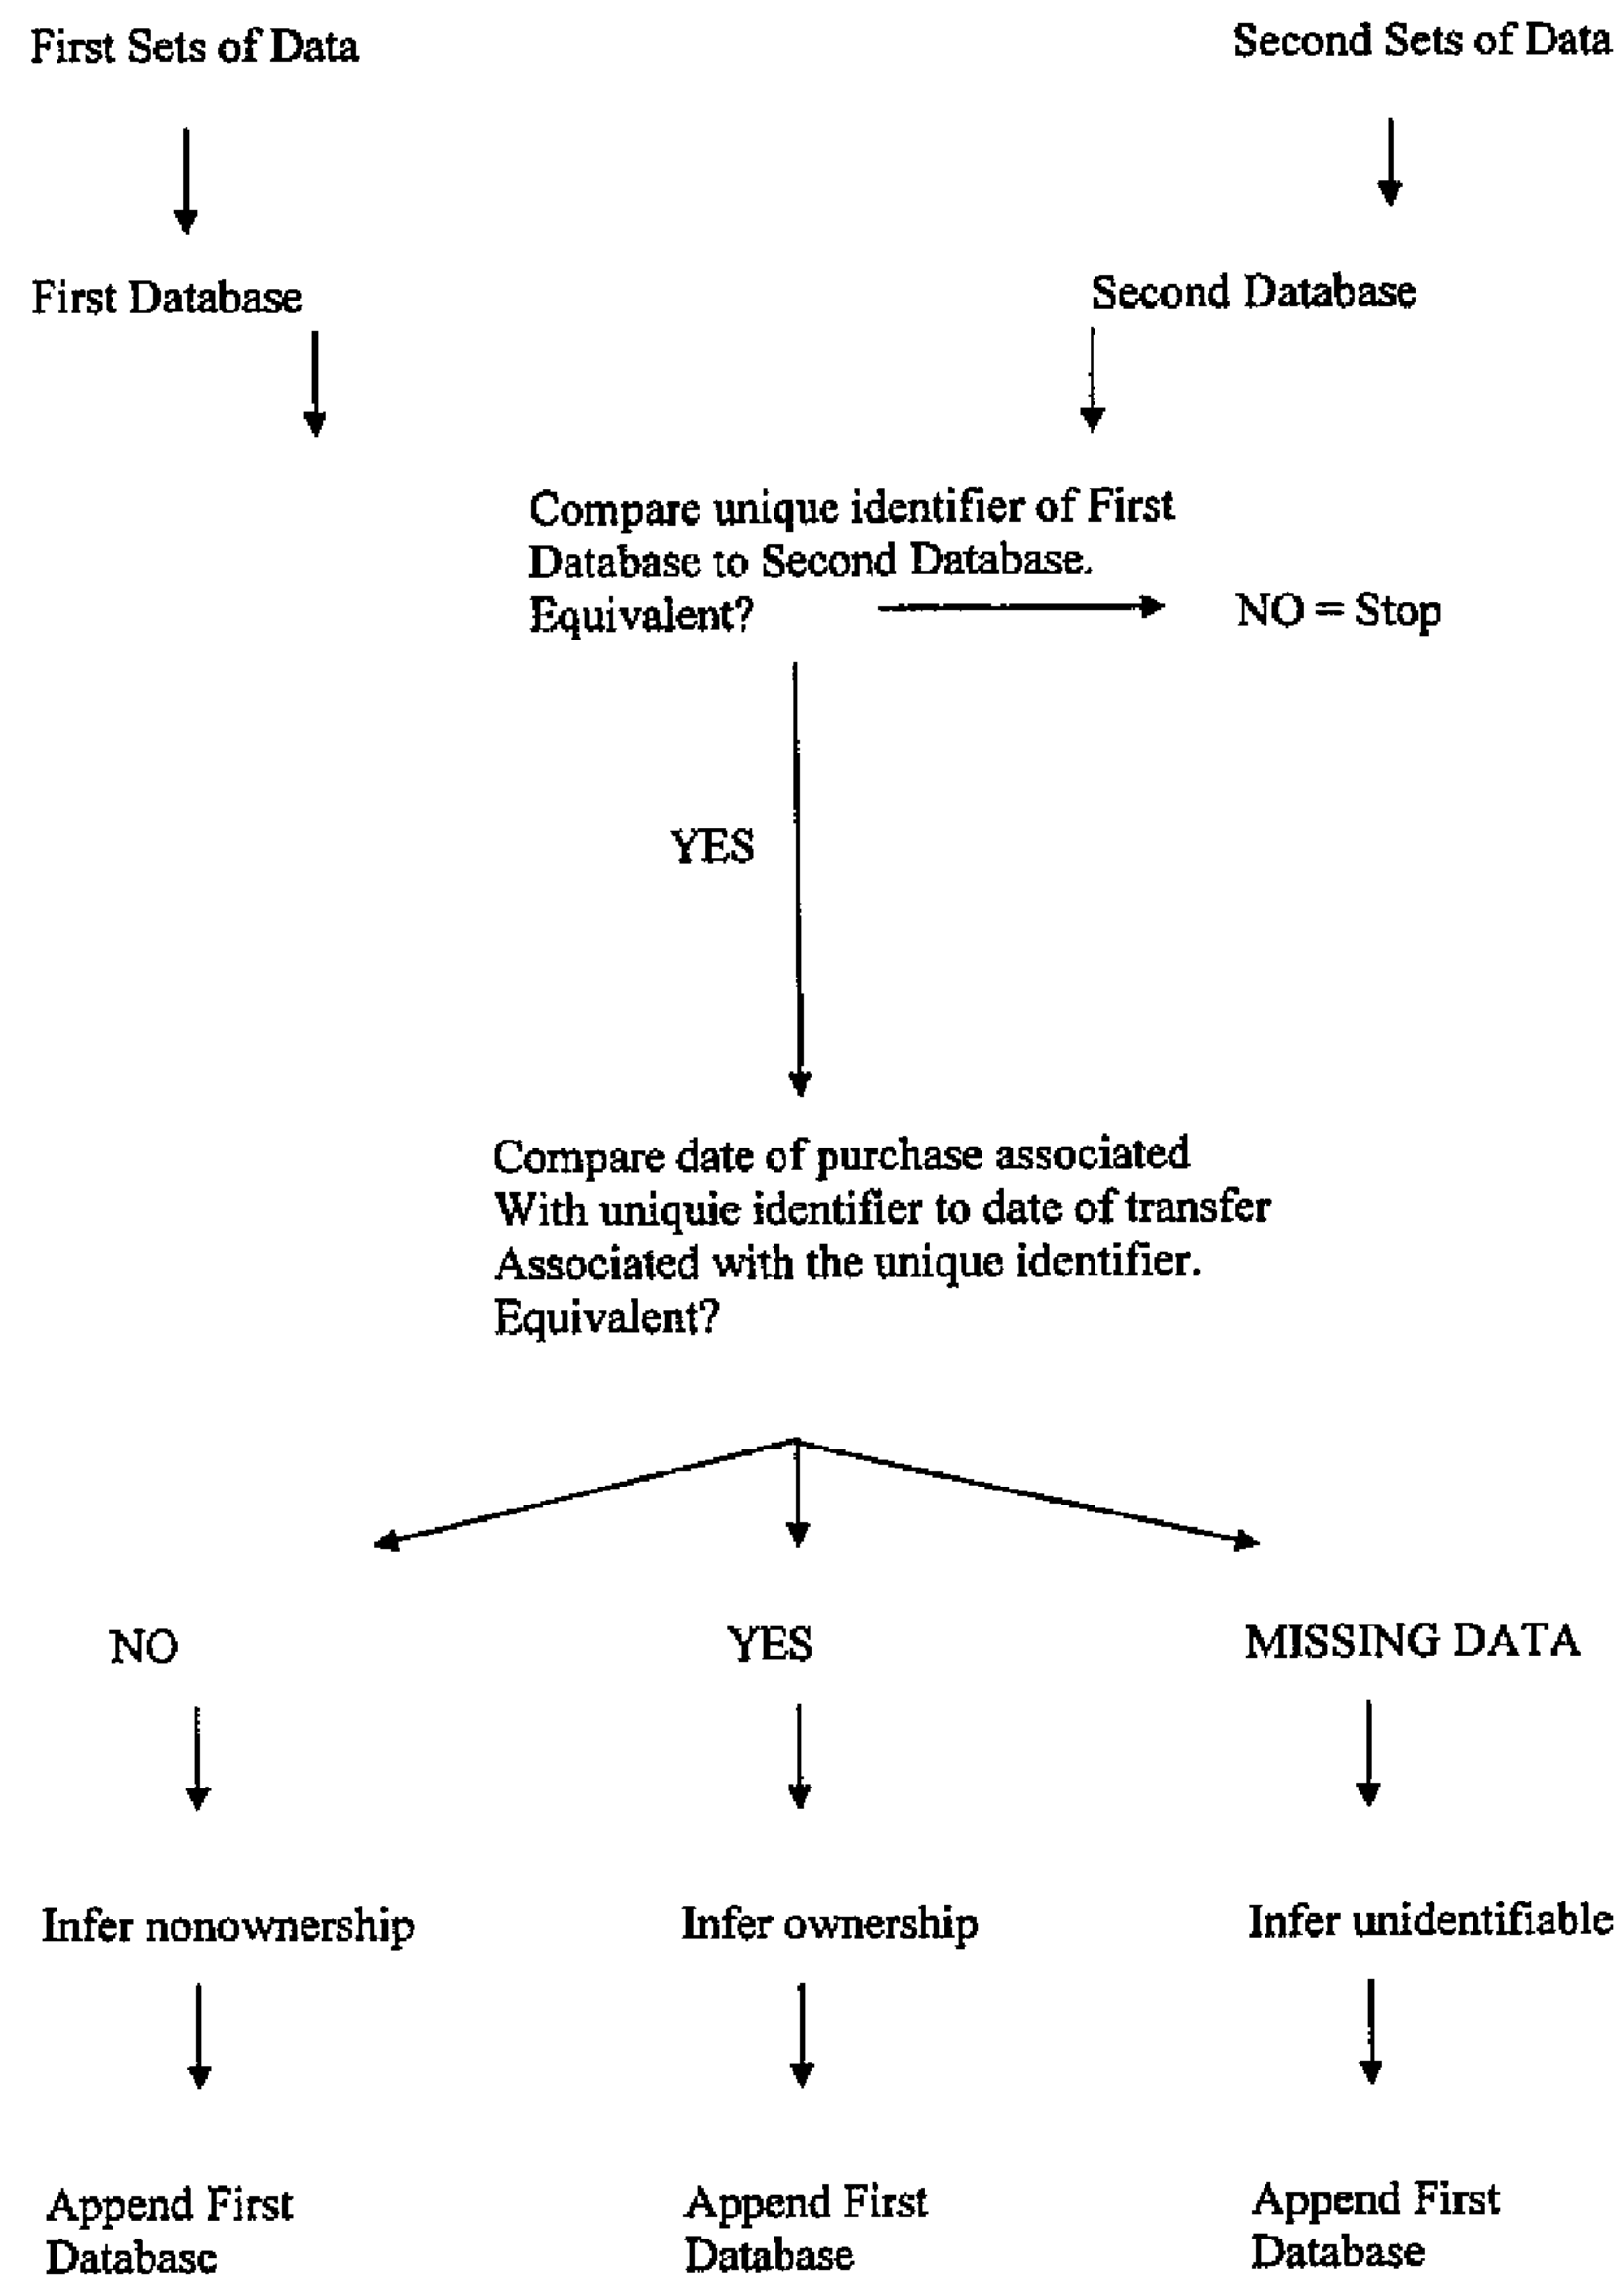 First Sets of Data
Second Sets of Data
First Database
Second Database
Compare unique identifier of First
Database to Second Database.
Equivalent?
NO = Stop
YES
Compare date of purchase associated
With uniquie identifier to date of transfer
Associated with the unique identifier.
Equivalent?
NO
YES
MISSING DATA
Infer nonownership
Infer ownership
Infer unidentifiable
Append First
Database
Append First
Database
Append First
Database